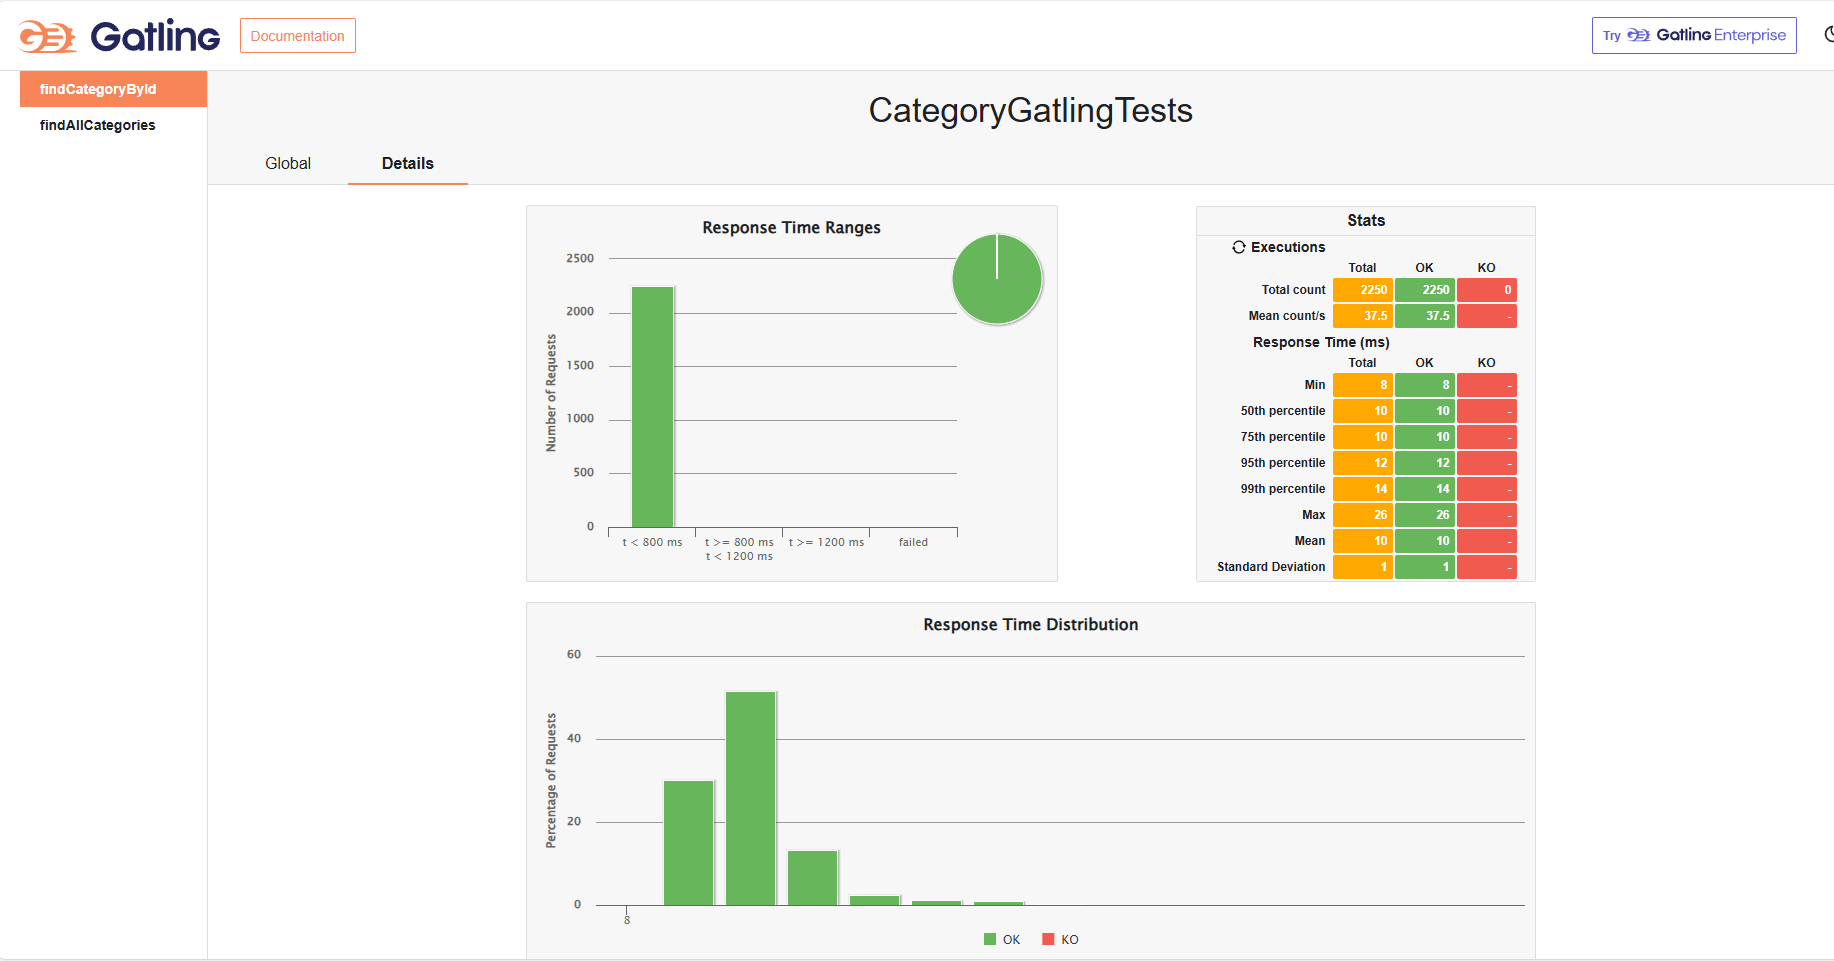 Gatling
Documentation
Try Gatling Enterprise
findCategoryById
findAllCategories
CategoryGatlingTests
Global Details
Response Time Ranges
Number of Requests
2500
2000
1500
1000
500
0
t < 800 ms
t >= 800 ms
t < 1200 ms
t >= 1200 ms
failed
Stats
Executions
Total OK KO
Total count 2250 2250 0
Mean count/s 37.5 37.5 -
Response Time (ms)
Total OK KO
Min 8 8 -
50th percentile 10 10 -
75th percentile 10 10 -
95th percentile 12 12 -
99th percentile 14 14 -
Max 26 26 -
Mean 10 10 -
Standard Deviation 1 1 -
Response Time Distribution
Percentage of Requests
60
40
20
0
8
OK KO